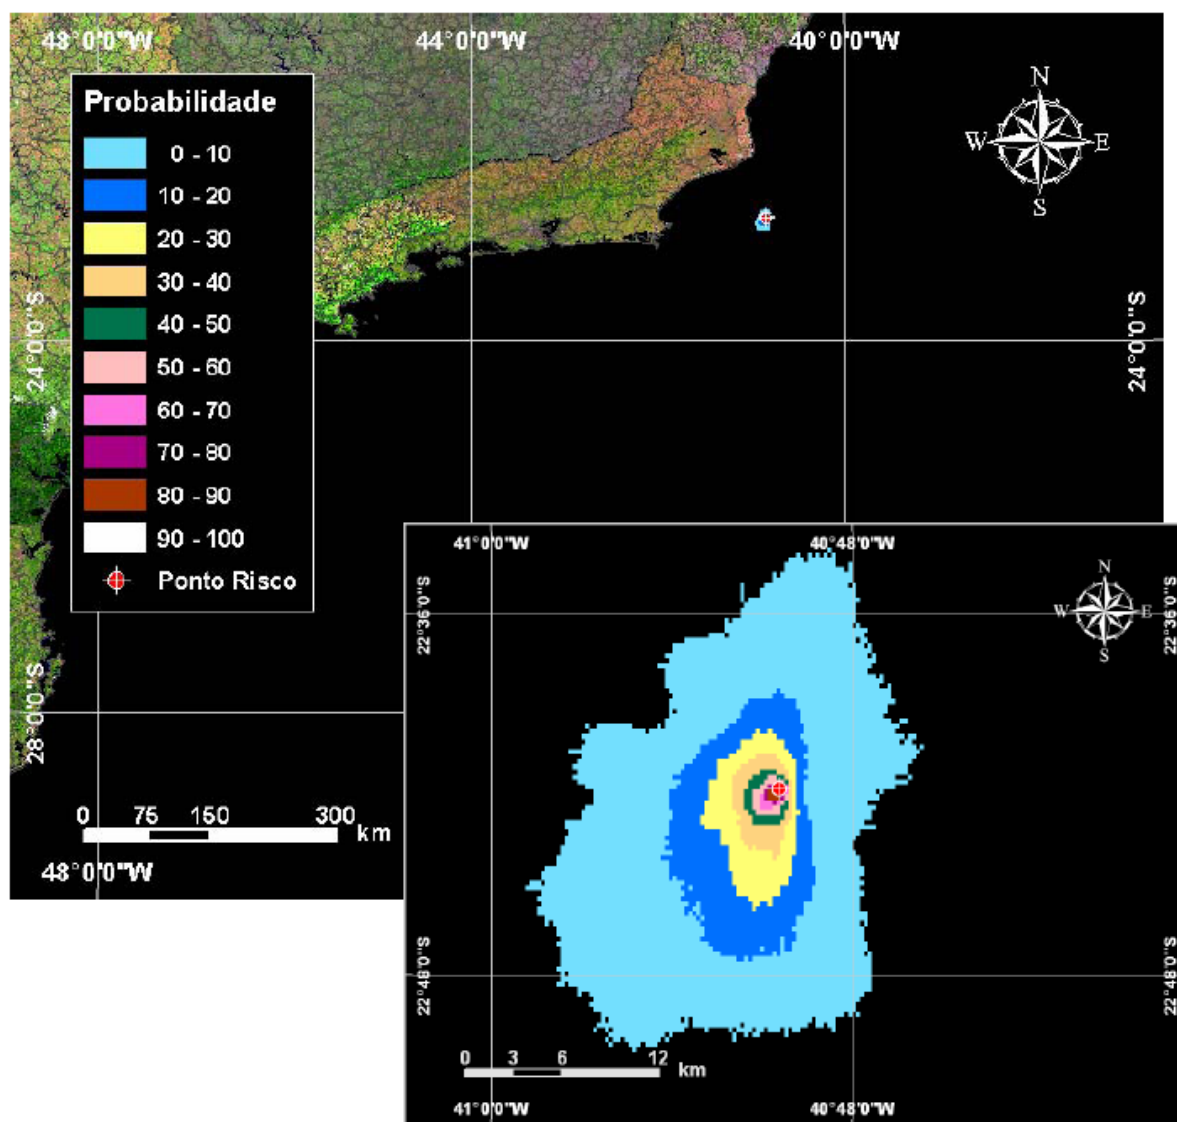 48°0'0"W 44°0'0"W 40°0'0"W
Probabilidade
0 - 10
10 - 20
20 - 30
30 - 40
40 - 50
50 - 60
60 - 70
70 - 80
80 - 90
90 - 100
Ponto Risco
N
W E
S
24°0'0"S
24°0'0"S
28°0'0"S
0 75 150 300
km
48°0'0"W
41°0'0"W 40°48'0"W
N
W E
S
22°36'0"S
22°36'0"S
22°48'0"S
22°48'0"S
0 3 6 12
km
41°0'0"W 40°48'0"W